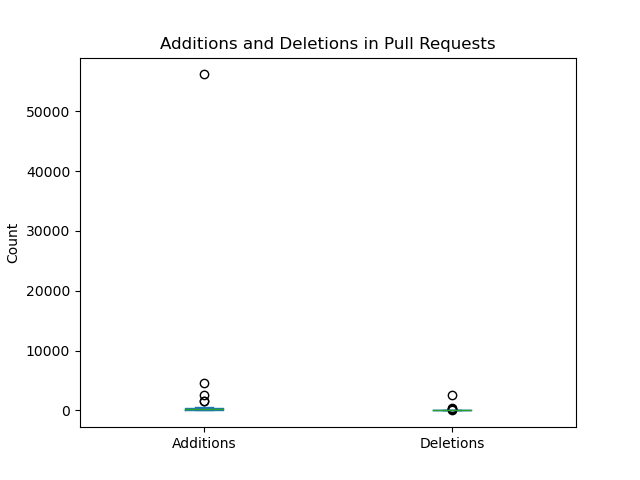 Additions and Deletions in Pull Requests
Count
50000
40000
30000
20000
10000
0
Additions
Deletions